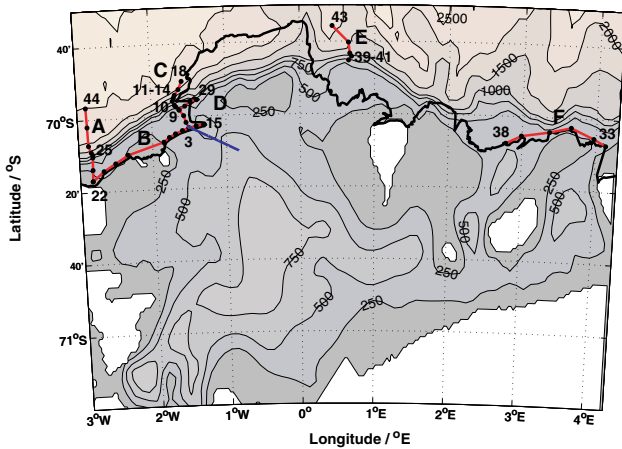 43
2500
2000
40'
E
750
C 18
39-41
1500
11-14
29
500
1000
44
10
D
250
9
15
F
70°S
A
B
3
38
33
25
250
250
22
20'
500
500
500
750
40'
250
500
250
71°S
3°W
2°W
1°W
0°
1°E
2°E
3°E
4°E
Latitude / °S
Longitude / °E